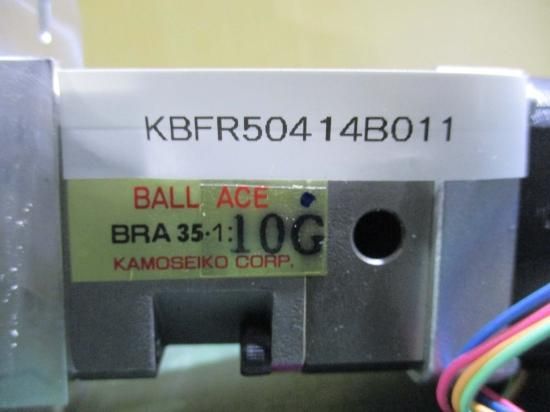 KBFR50414B011
BALL ACE
BRA 35·1:10G
KAMOSEIKO CORP.